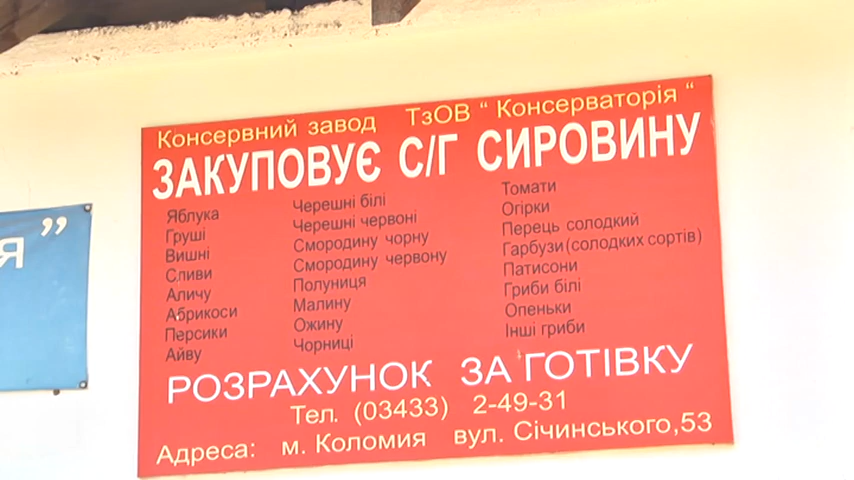 Консервний завод ТзОВ “ Консерваторія “
ЗАКУПОВУЄ С/Г СИРОВИНУ
Яблука
Груші
Вишні
Сливи
Аличу
Абрикоси
Персики
Айву
Черешні білі
Черешні червоні
Смородину чорну
Смородину червону
Полуниця
Малину
Ожину
Чорниці
Томати
Огірки
Перець солодкий
Гарбузи(солодких сортів)
Патисони
Гриби білі
Опеньки
Інші гриби
РОЗРАХУНОК ЗА ГОТІВКУ
Тел. (03433) 2-49-31
Адреса: м. Коломия вул. Січинського,53
я ”